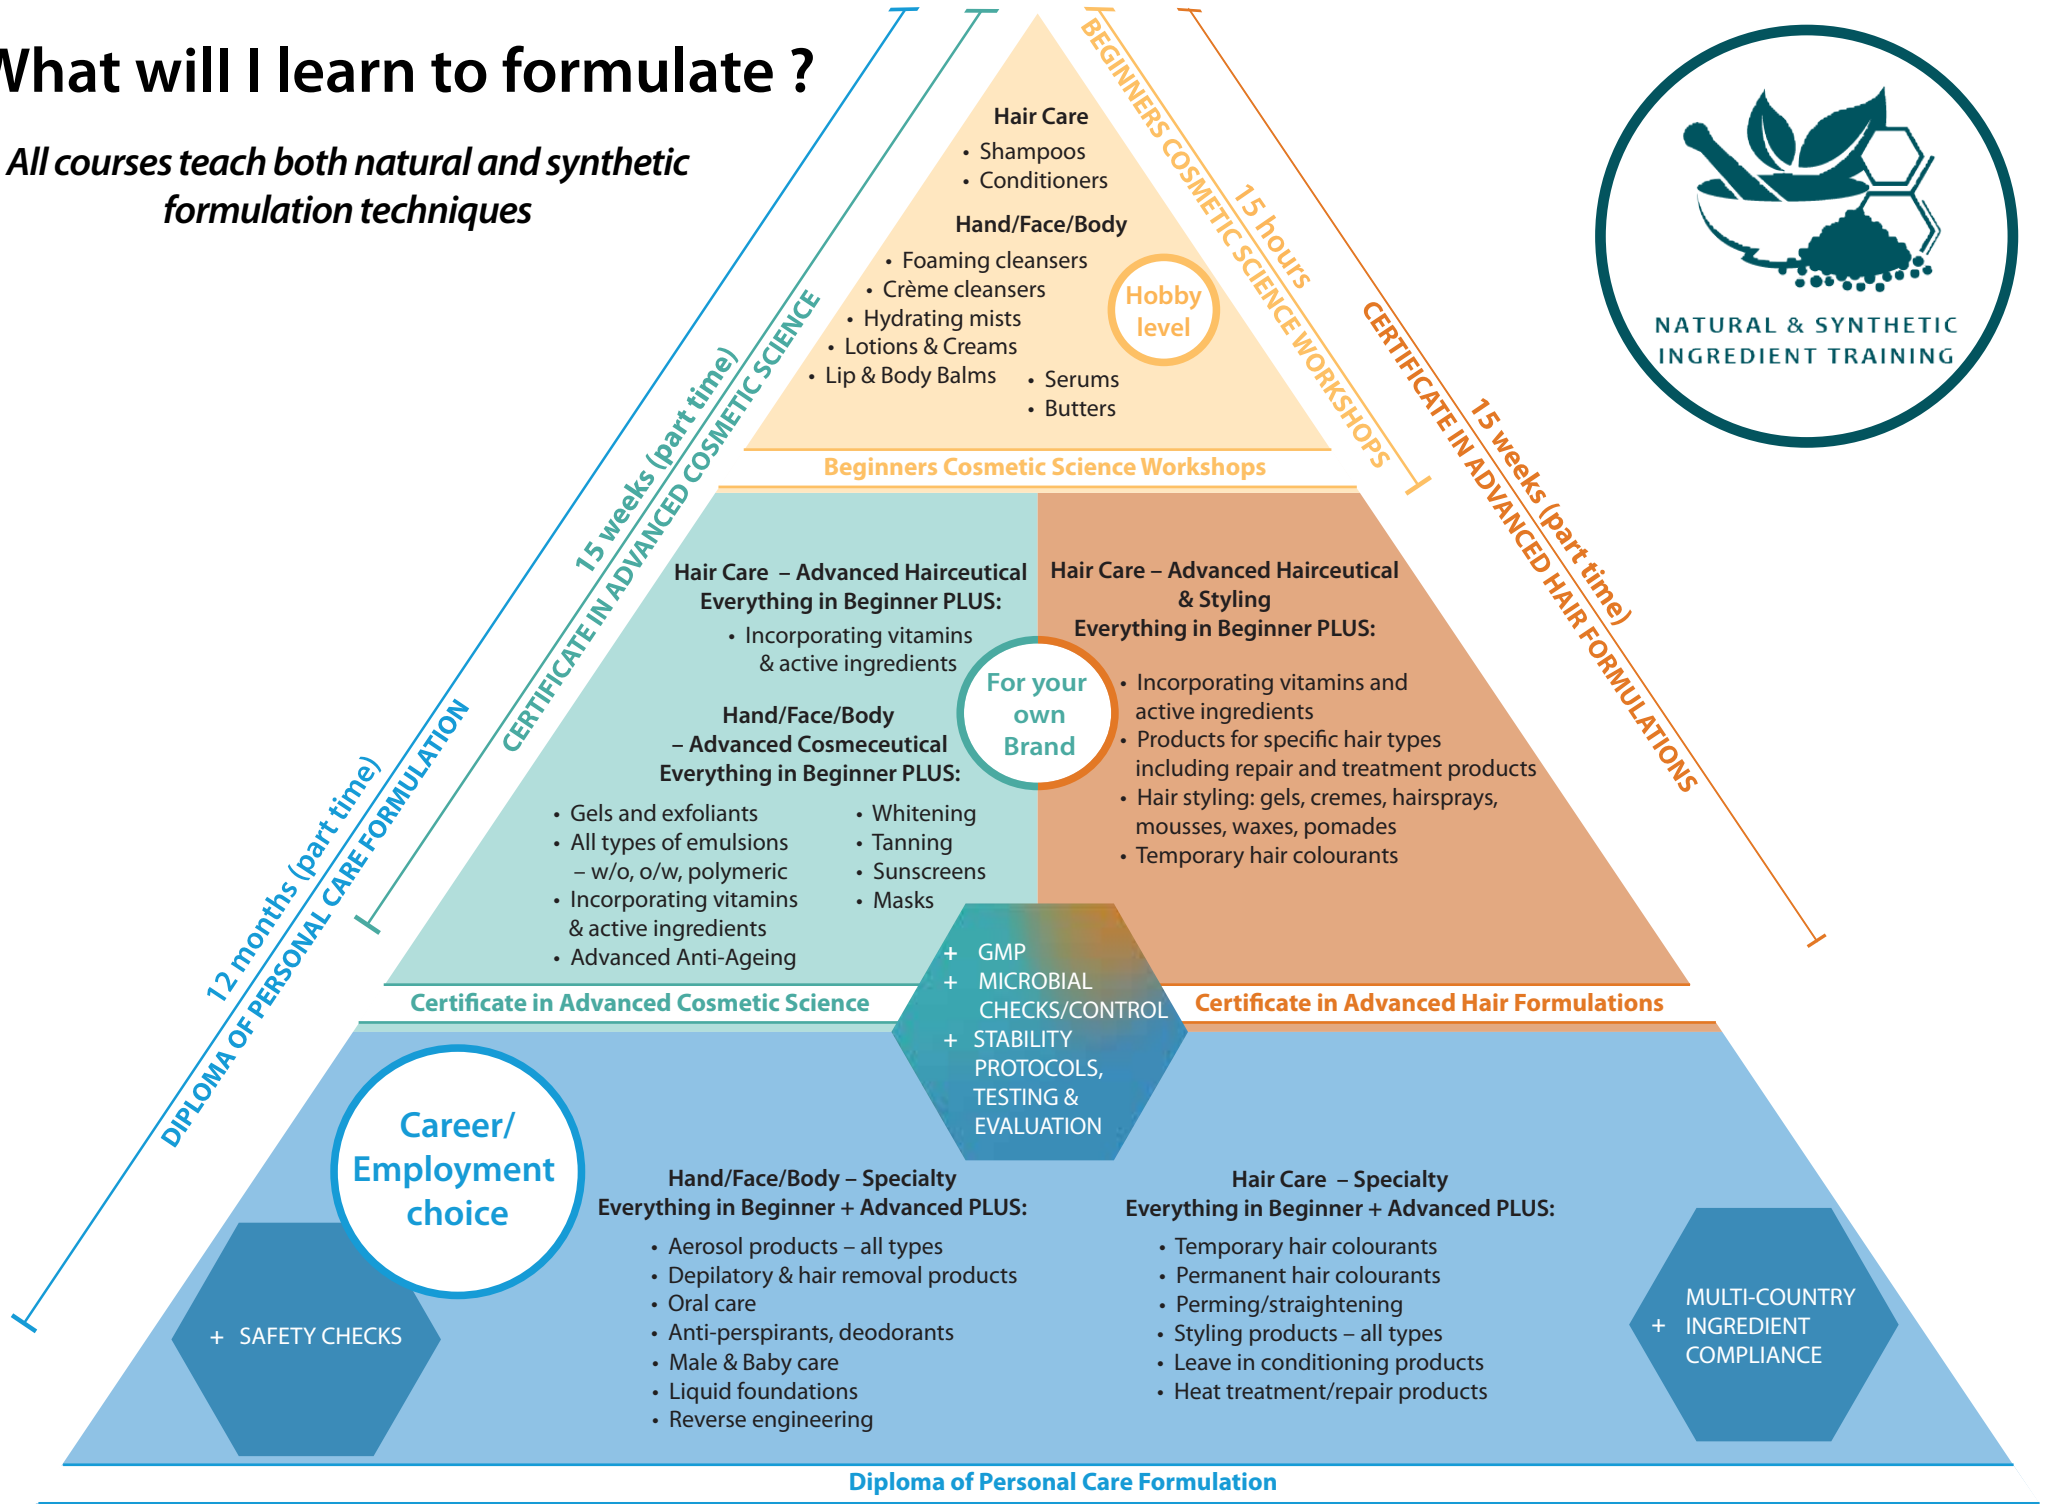 What will I learn to formulate ?
All courses teach both natural and synthetic
formulation techniques
NATURAL & SYNTHETIC
INGREDIENT TRAINING
12 months (part time)
DIPLOMA OF PERSONAL CARE FORMULATION
15 weeks (part time)
CERTIFICATE IN ADVANCED COSMETIC SCIENCE
BEGINNERS COSMETIC SCIENCE WORKSHOPS
15 hours
CERTIFICATE IN ADVANCED HAIR FORMULATIONS
15 weeks (part time)
Hair Care
• Shampoos
• Conditioners
Hand/Face/Body
• Foaming cleansers
• Crème cleansers
• Hydrating mists
• Lotions & Creams
• Lip & Body Balms
• Serums
• Butters
Hobby
level
Beginners Cosmetic Science Workshops
Hair Care – Advanced Hairceutical
Everything in Beginner PLUS:
• Incorporating vitamins
& active ingredients
Hand/Face/Body
– Advanced Cosmeceutical
Everything in Beginner PLUS:
• Gels and exfoliants
• All types of emulsions
– w/o, o/w, polymeric
• Incorporating vitamins
& active ingredients
• Advanced Anti-Ageing
• Whitening
• Tanning
• Sunscreens
• Masks
For your
own
Brand
Hair Care – Advanced Hairceutical
& Styling
Everything in Beginner PLUS:
• Incorporating vitamins and
active ingredients
• Products for specific hair types
including repair and treatment products
• Hair styling: gels, cremes, hairsprays,
mousses, waxes, pomades
• Temporary hair colourants
Certificate in Advanced Cosmetic Science
Certificate in Advanced Hair Formulations
+ GMP
+ MICROBIAL
CHECKS/CONTROL
+ STABILITY
PROTOCOLS,
TESTING &
EVALUATION
Career/
Employment
choice
+ SAFETY CHECKS
Hand/Face/Body – Specialty
Everything in Beginner + Advanced PLUS:
• Aerosol products – all types
• Depilatory & hair removal products
• Oral care
• Anti-perspirants, deodorants
• Male & Baby care
• Liquid foundations
• Reverse engineering
Hair Care – Specialty
Everything in Beginner + Advanced PLUS:
• Temporary hair colourants
• Permanent hair colourants
• Perming/straightening
• Styling products – all types
• Leave in conditioning products
• Heat treatment/repair products
MULTI-COUNTRY
+ INGREDIENT
COMPLIANCE
Diploma of Personal Care Formulation